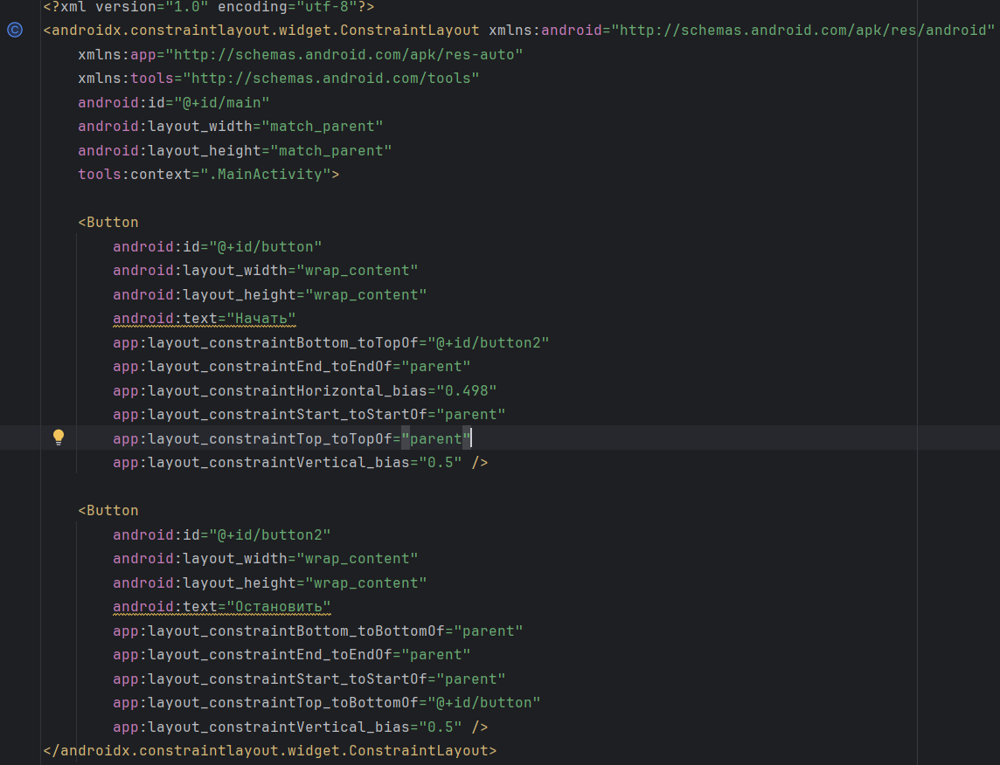 <?xml version="1.0" encoding="utf-8"?>
<androidx.constraintlayout.widget.ConstraintLayout xmlns:android="http://schemas.android.com/apk/res/android"
    xmlns:app="http://schemas.android.com/apk/res-auto"
    xmlns:tools="http://schemas.android.com/tools"
    android:id="@+id/main"
    android:layout_width="match_parent"
    android:layout_height="match_parent"
    tools:context=".MainActivity">

    <Button
        android:id="@+id/button"
        android:layout_width="wrap_content"
        android:layout_height="wrap_content"
        android:text="Начать"
        app:layout_constraintBottom_toTopOf="@+id/button2"
        app:layout_constraintEnd_toEndOf="parent"
        app:layout_constraintHorizontal_bias="0.498"
        app:layout_constraintStart_toStartOf="parent"
        app:layout_constraintTop_toTopOf="parent"
        app:layout_constraintVertical_bias="0.5" />

    <Button
        android:id="@+id/button2"
        android:layout_width="wrap_content"
        android:layout_height="wrap_content"
        android:text="Остановить"
        app:layout_constraintBottom_toBottomOf="parent"
        app:layout_constraintEnd_toEndOf="parent"
        app:layout_constraintStart_toStartOf="parent"
        app:layout_constraintTop_toBottomOf="@+id/button"
        app:layout_constraintVertical_bias="0.5" />
</androidx.constraintlayout.widget.ConstraintLayout>